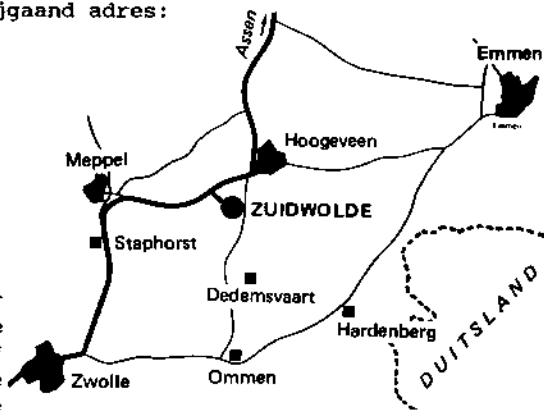 jgaand adres:
Assen
Emmen
Hoogeveen
Meppel
ZUIDWOLDE
Staphorst
Dedemsvaart
Hardenberg
DUITSLAND
Zwolle
Ommen